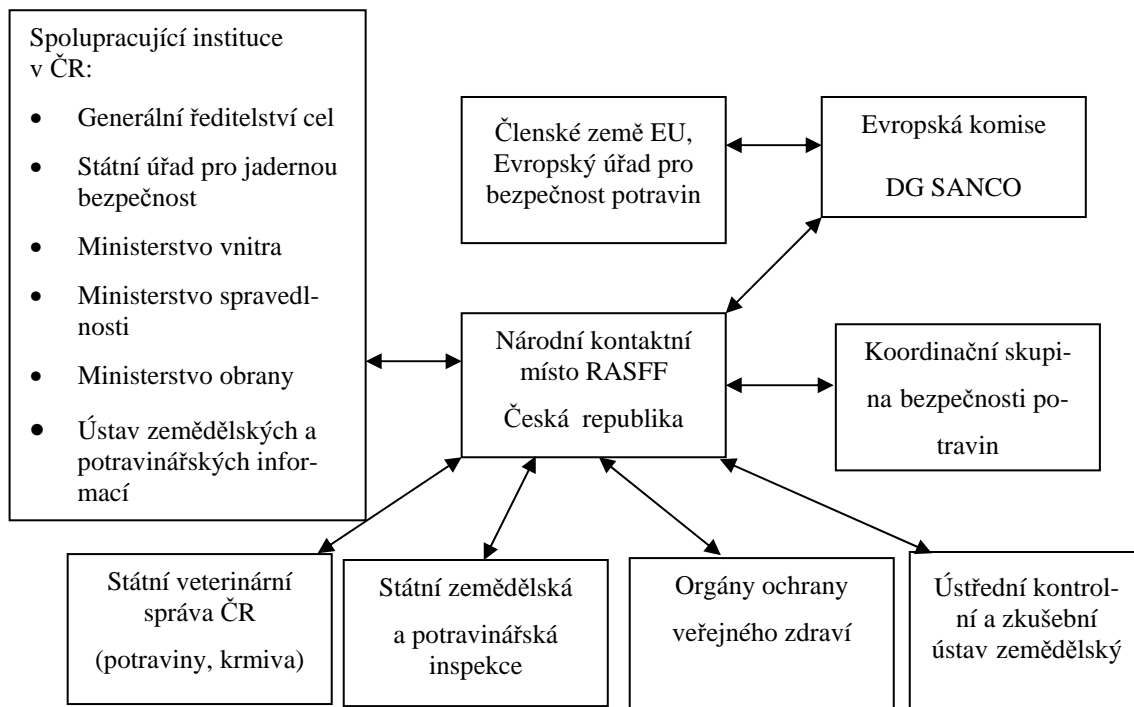 Spolupracující instituce
v ČR:
• Generální ředitelství cel
• Státní úřad pro jadernou
bezpečnost
• Ministerstvo vnitra
• Ministerstvo spravedl-
nosti
• Ministerstvo obrany
• Ústav zemědělských a
potravinářských infor-
mací
Členské země EU,
Evropský úřad pro
bezpečnost potravin
Evropská komise
DG SANCO
Národní kontaktní
místo RASFF
Česká republika
Koordinační skupi-
na bezpečnosti po-
travin
Státní veterinární
správa ČR
(potraviny, krmiva)
Státní zemědělská
a potravinářská
inspekce
Orgány ochrany
veřejného zdraví
Ústřední kontrol-
ní a zkušební
ústav zemědělský